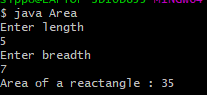 $ java Area
Enter length
5
Enter breadth
7
Area of a reactangle : 35